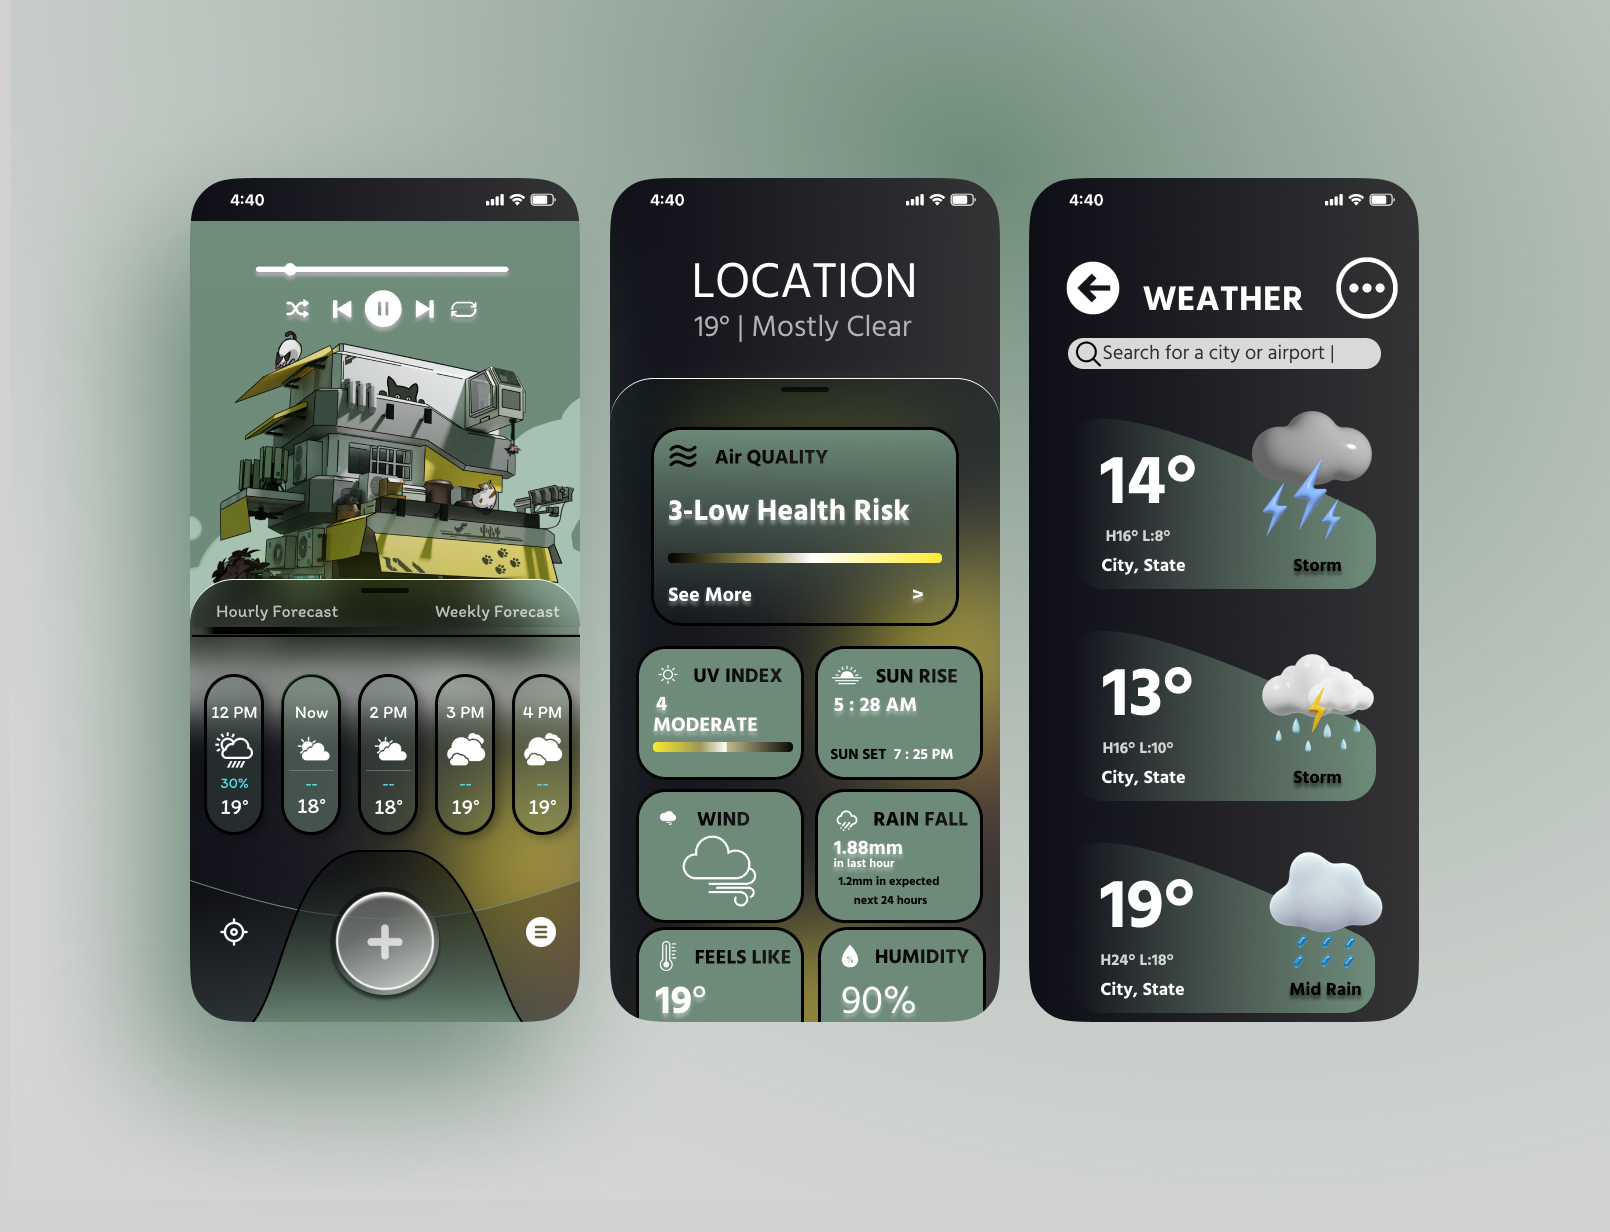 4:40
Hourly Forecast
Weekly Forecast
12 PM
30%
19°
Now
--
18°
2 PM
--
18°
3 PM
--
19°
4 PM
--
19°
4:40
LOCATION
19° | Mostly Clear
Air QUALITY
3-Low Health Risk
See More >
UV INDEX
4
MODERATE
SUN RISE
5 : 28 AM
SUN SET 7 : 25 PM
WIND
RAIN FALL
1.88mm
in last hour
1.2mm in expected
next 24 hours
FEELS LIKE
19°
%
HUMIDITY
90%
4:40
WEATHER
Search for a city or airport |
14°
H16° L:8°
City, State
Storm
13°
H16° L:10°
City, State
Storm
19°
H24° L:18°
City, State
Mid Rain